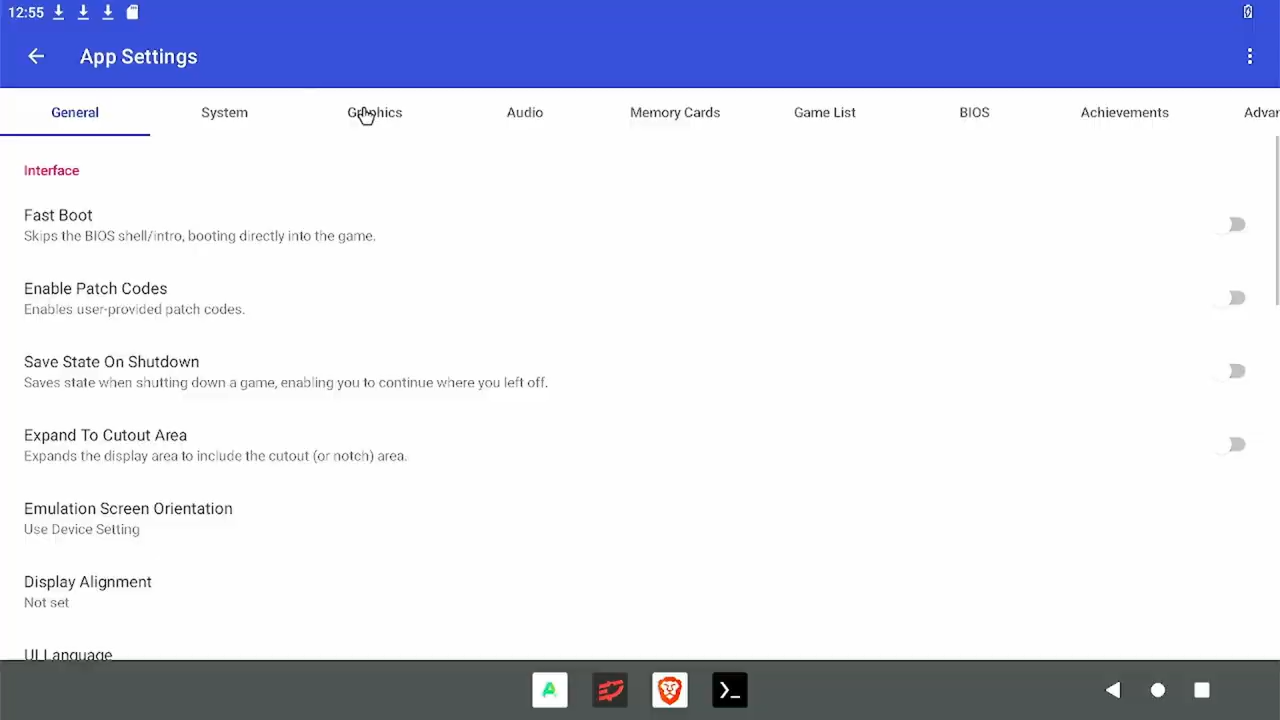 12:55
App Settings
General System Graphics Audio Memory Cards Game List BIOS Achievements Advan
Interface
Fast Boot
Skips the BIOS shell/intro, booting directly into the game.
Enable Patch Codes
Enables user-provided patch codes.
Save State On Shutdown
Saves state when shutting down a game, enabling you to continue where you left off.
Expand To Cutout Area
Expands the display area to include the cutout (or notch) area.
Emulation Screen Orientation
Use Device Setting
Display Alignment
Not set
UI Language